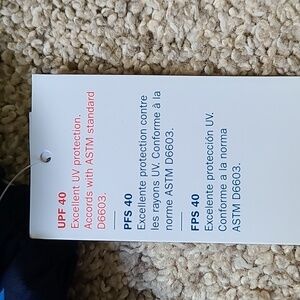 UPF 40
Excellent UV protection.
Accords with ASTM standard
D6603.
PFS 40
Excellente protection contre
les rayons UV. Conforme à la
norme ASTM D6603.
FPS 40
Excelente protección UV.
Conforme a la norma
ASTM D6603.